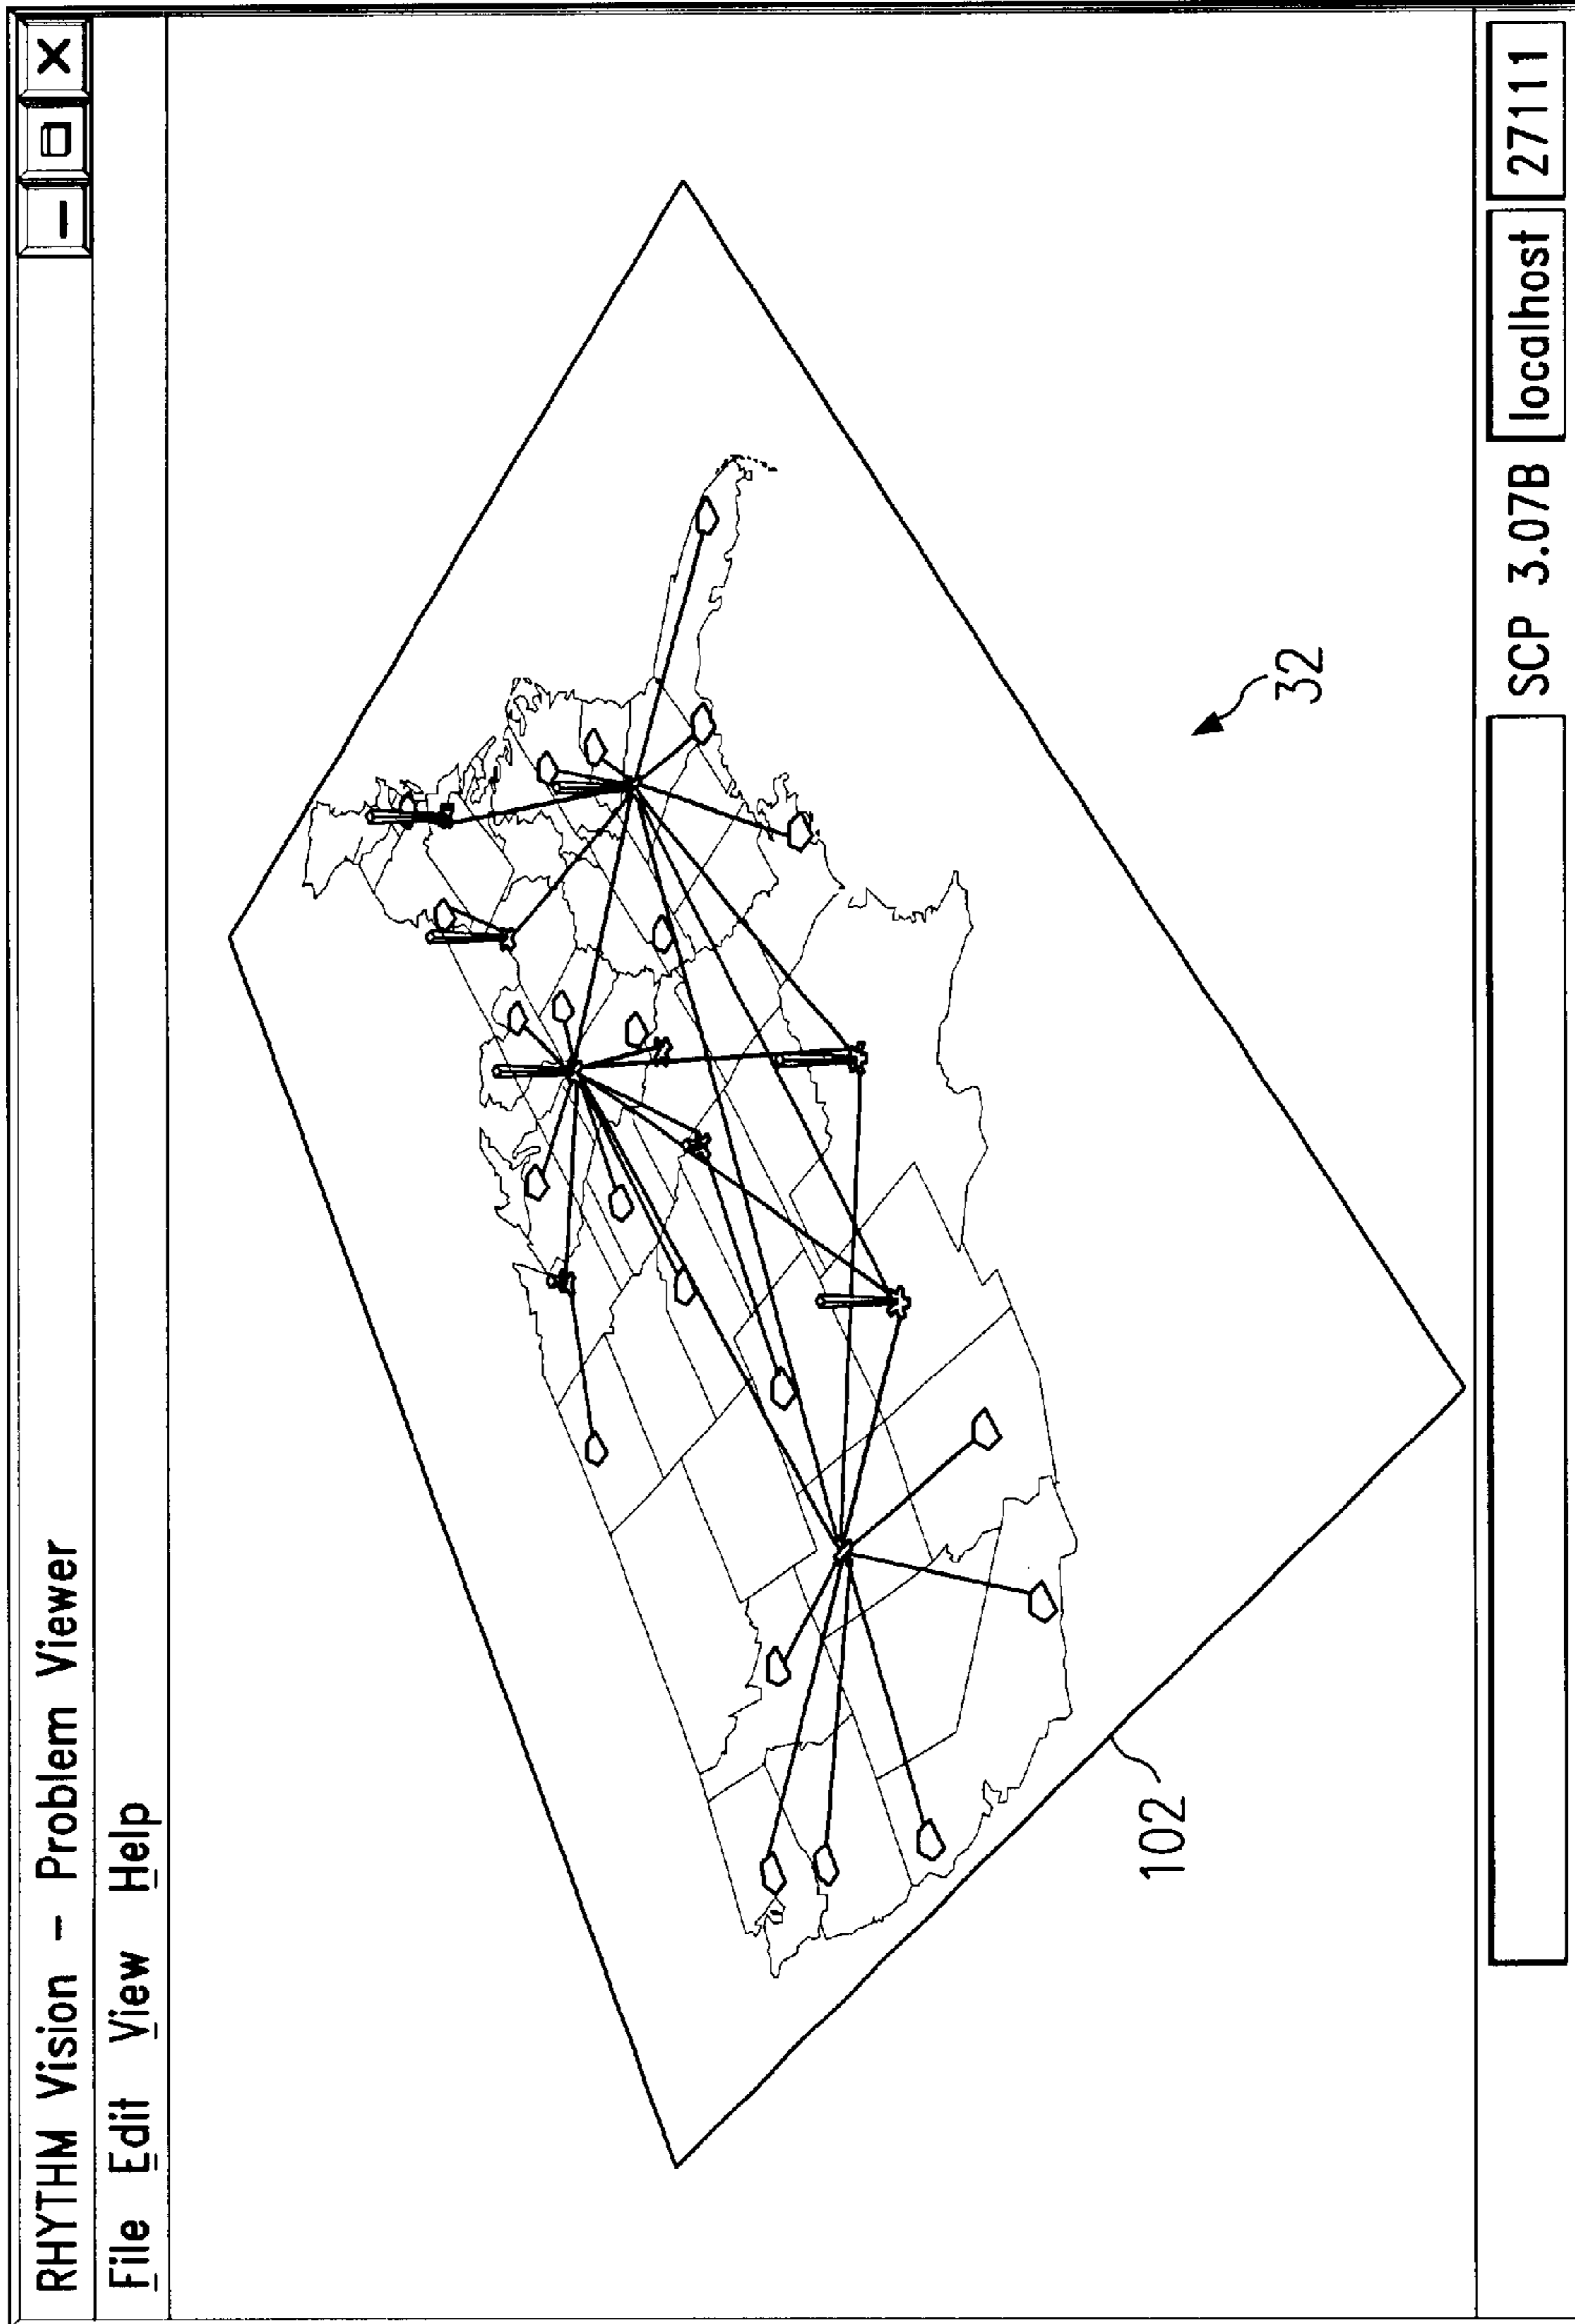 RHYTHM Vision – Problem Viewer
File Edit View Help
32
102
SCP 3.07B localhost 27111